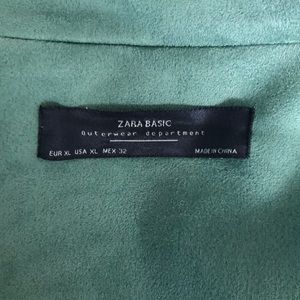 ZARA BASIC
Outerwear department
EUR XL USA XL MEX 32 MADE IN CHINA